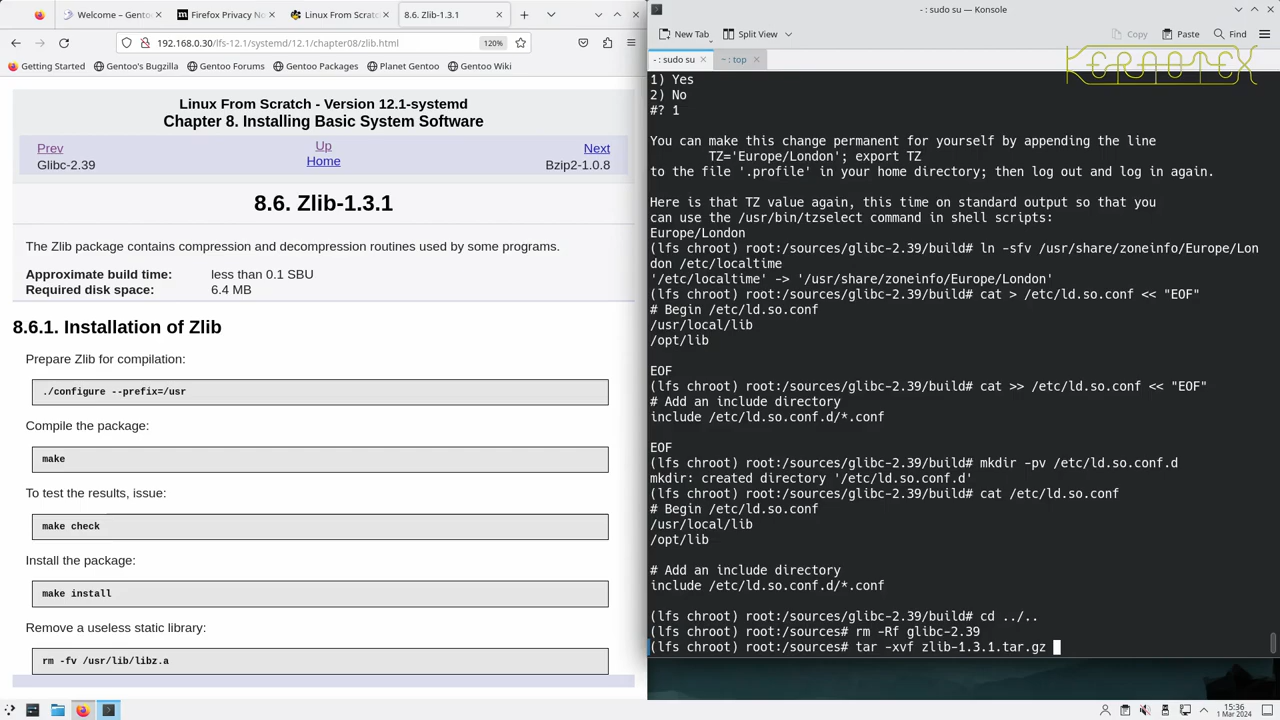 Welcome – Gento
Firefox Privacy No
Linux From Scratc
8.6. Zlib-1.3.1
192.168.0.30/lfs-12.1/systemd/12.1/chapter08/zlib.html
120%
Getting Started
Gentoo's Bugzilla
Gentoo Forums
Gentoo Packages
Planet Gentoo
Gentoo Wiki
Linux From Scratch - Version 12.1-systemd
Chapter 8. Installing Basic System Software
Prev
Up
Next
Glibc-2.39
Home
Bzip2-1.0.8
8.6. Zlib-1.3.1
The Zlib package contains compression and decompression routines used by some programs.
Approximate build time: less than 0.1 SBU
Required disk space: 6.4 MB
8.6.1. Installation of Zlib
Prepare Zlib for compilation:
./configure --prefix=/usr
Compile the package:
make
To test the results, issue:
make check
Install the package:
make install
Remove a useless static library:
rm -fv /usr/lib/libz.a
- : sudo su — Konsole
New Tab
Split View
Copy
Paste
Find
- : sudo su
~ : top
KERNOTEX
1) Yes
2) No
#? 1
You can make this change permanent for yourself by appending the line
TZ='Europe/London'; export TZ
to the file '.profile' in your home directory; then log out and log in again.
Here is that TZ value again, this time on standard output so that you
can use the /usr/bin/tzselect command in shell scripts:
Europe/London
(lfs chroot) root:/sources/glibc-2.39/build# ln -sfv /usr/share/zoneinfo/Europe/Lon
don /etc/localtime
'/etc/localtime' -> '/usr/share/zoneinfo/Europe/London'
(lfs chroot) root:/sources/glibc-2.39/build# cat > /etc/ld.so.conf << "EOF"
# Begin /etc/ld.so.conf
/usr/local/lib
/opt/lib
EOF
(lfs chroot) root:/sources/glibc-2.39/build# cat >> /etc/ld.so.conf << "EOF"
# Add an include directory
include /etc/ld.so.conf.d/*.conf
EOF
(lfs chroot) root:/sources/glibc-2.39/build# mkdir -pv /etc/ld.so.conf.d
mkdir: created directory '/etc/ld.so.conf.d'
(lfs chroot) root:/sources/glibc-2.39/build# cat /etc/ld.so.conf
# Begin /etc/ld.so.conf
/usr/local/lib
/opt/lib
# Add an include directory
include /etc/ld.so.conf.d/*.conf
(lfs chroot) root:/sources/glibc-2.39/build# cd ../..
(lfs chroot) root:/sources# rm -Rf glibc-2.39
(lfs chroot) root:/sources# tar -xvf zlib-1.3.1.tar.gz
15:36
1 Mar 2024